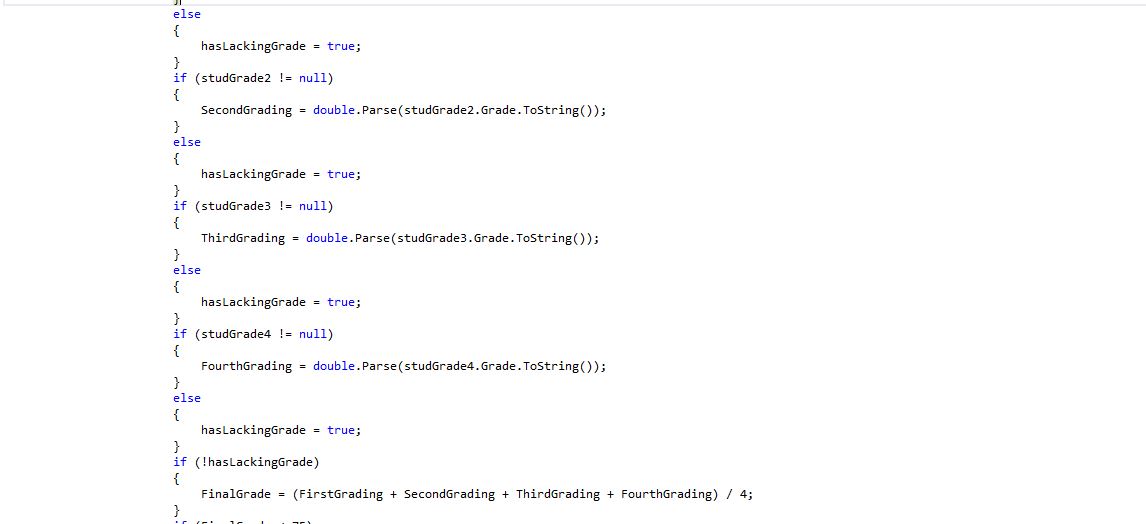 else
{
hasLackingGrade = true;
}
if (studGrade2 != null)
{
SecondGrading = double.Parse(studGrade2.Grade.ToString());
}
else
{
hasLackingGrade = true;
}
if (studGrade3 != null)
{
ThirdGrading = double.Parse(studGrade3.Grade.ToString());
}
else
{
hasLackingGrade = true;
}
if (studGrade4 != null)
{
FourthGrading = double.Parse(studGrade4.Grade.ToString());
}
else
{
hasLackingGrade = true;
}
if (!hasLackingGrade)
{
FinalGrade = (FirstGrading + SecondGrading + ThirdGrading + FourthGrading) / 4;
}